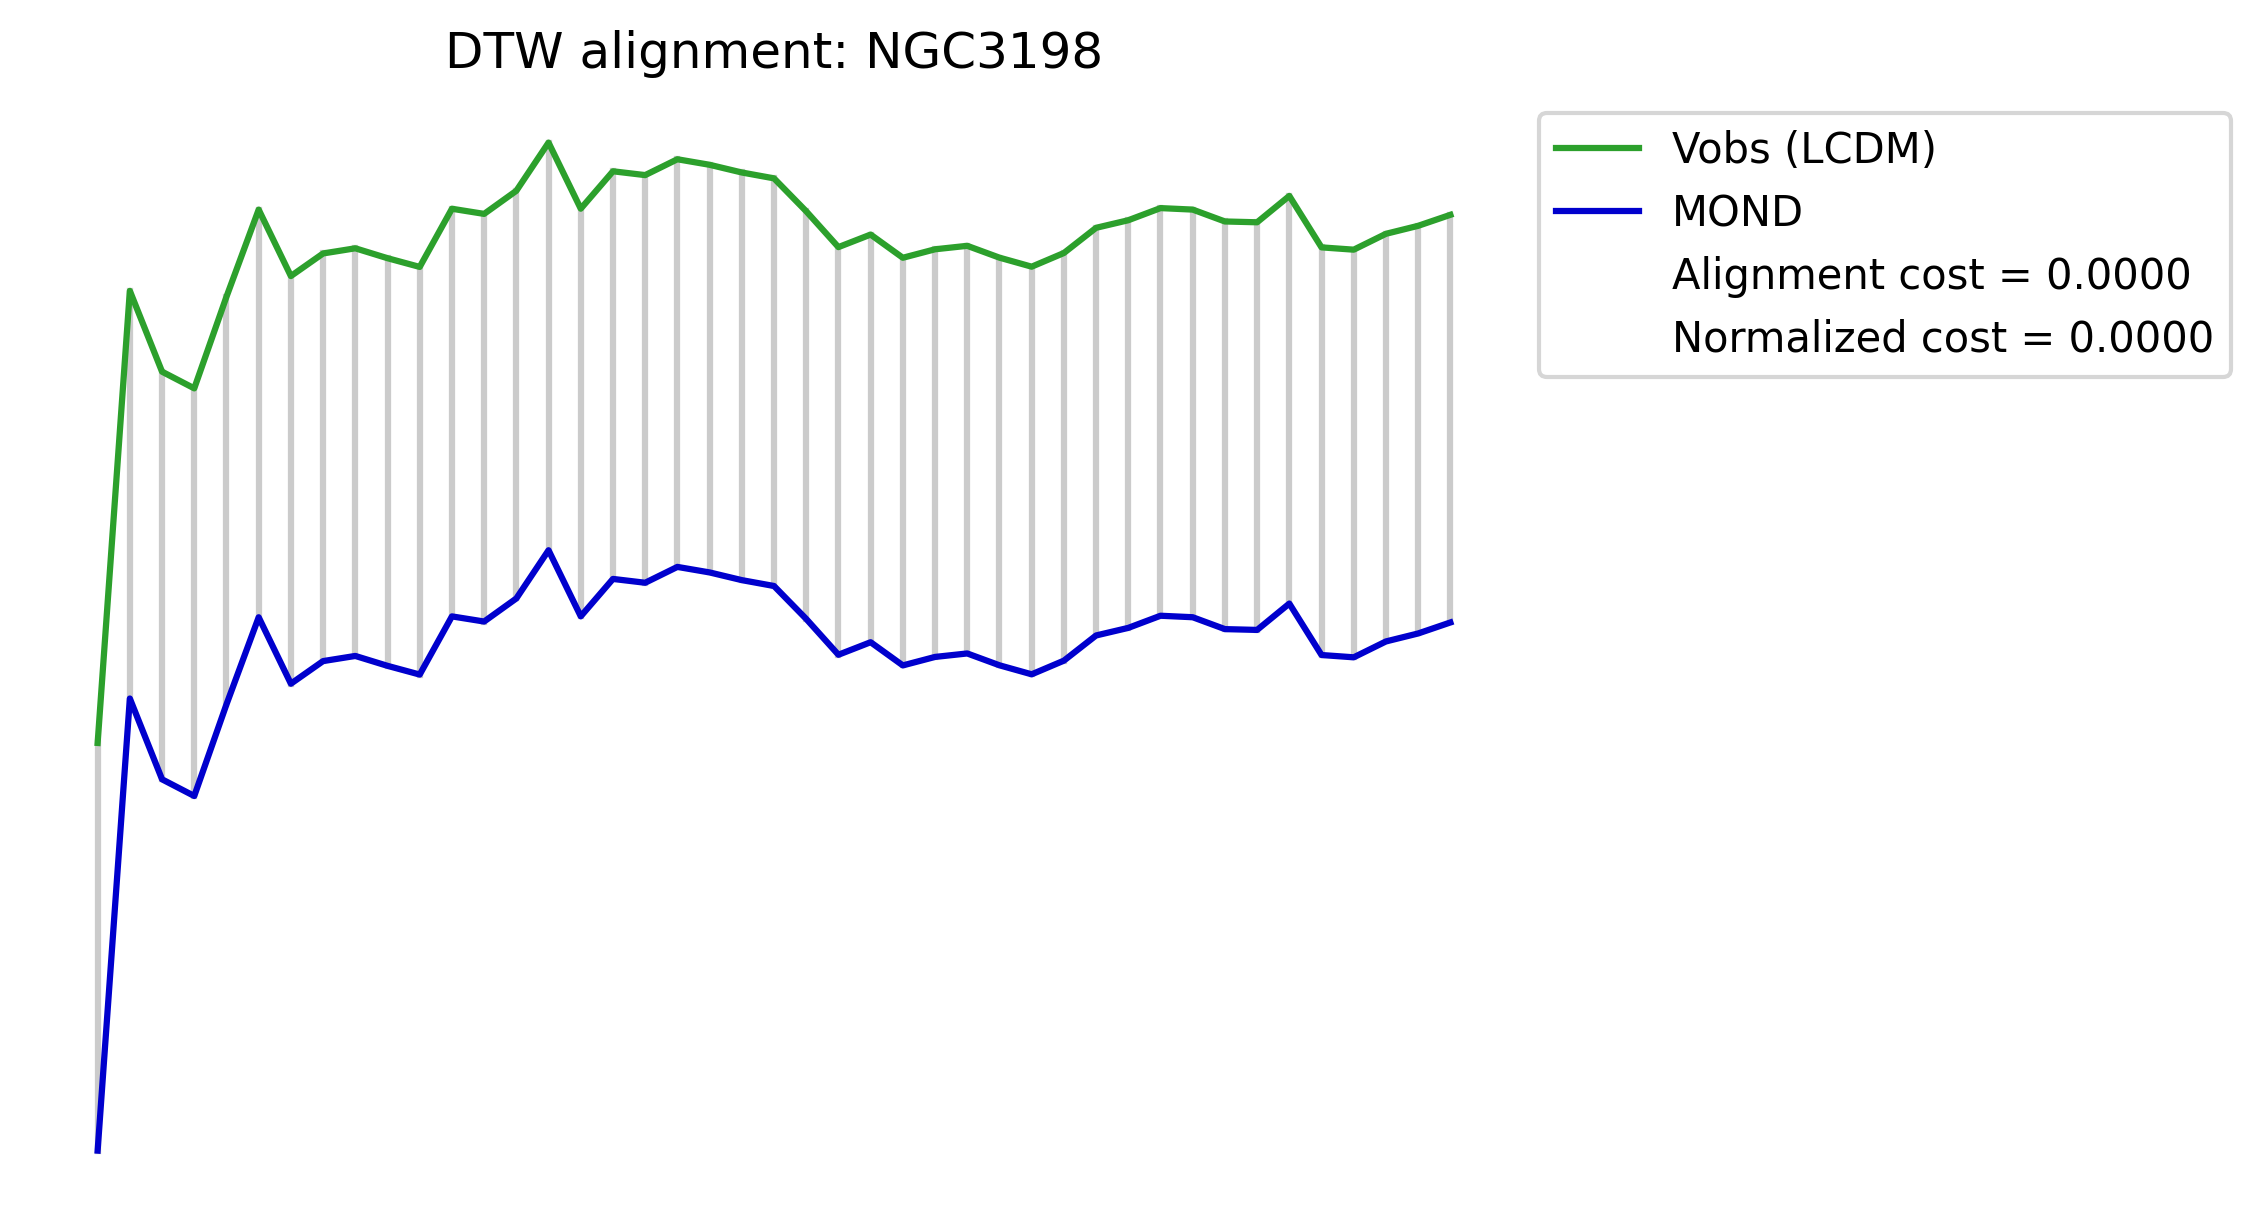 DTW alignment: NGC3198
Vobs (LCDM)
MOND
Alignment cost = 0.0000
Normalized cost = 0.0000